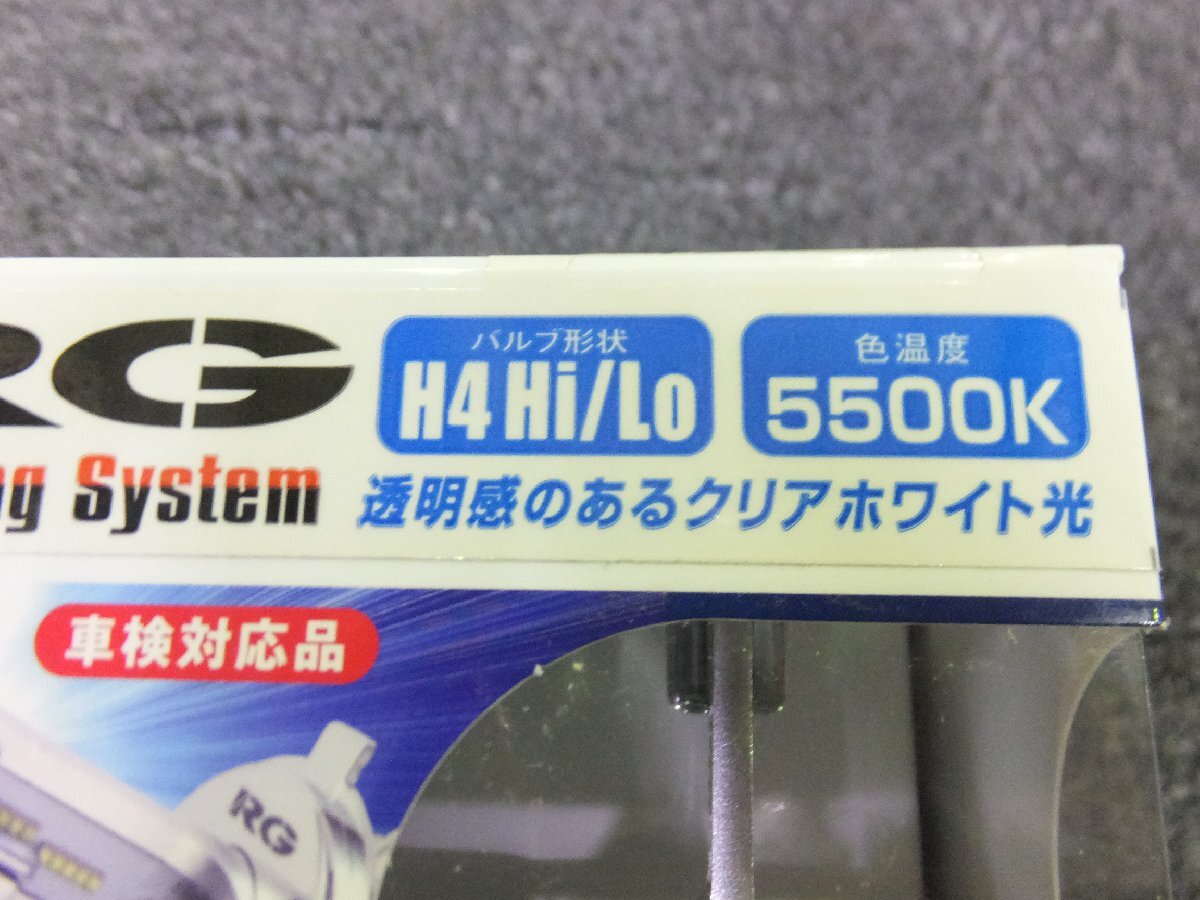 RG
バルブ形状
H4 Hi/Lo
色温度
5500K
System
透明感のあるクリアホワイト光
車検対応品
RG